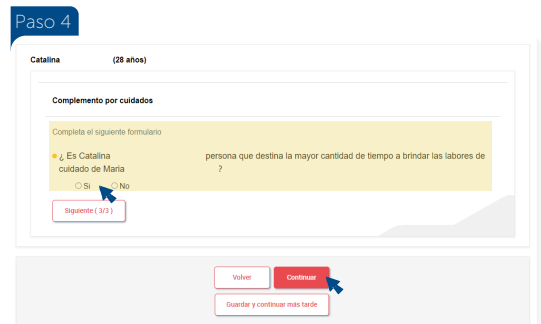 Paso 4
Catalina (28 años)
Complemento por cuidados
Completa el siguiente formulario
¿ Es Catalina persona que destina la mayor cantidad de tiempo a brindar las labores de
cuidado de Maria ?
Si No
Siguiente ( 3/3 )
Volver Continuar
Guardar y continuar más tarde